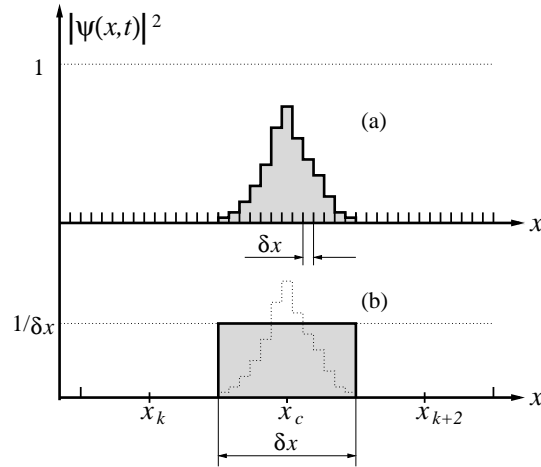 |ψ(x,t)|²
1
(a)
x
δx
(b)
1/δx
x_k
x_c
x_{k+2}
x
δx